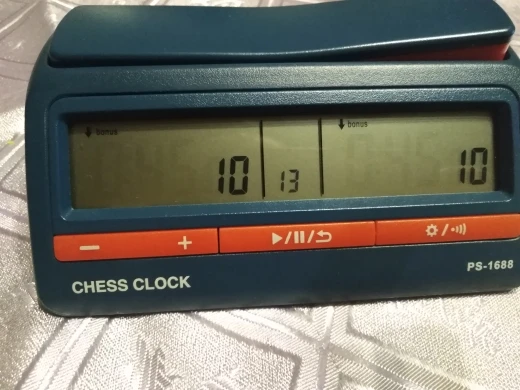 bonus bonus
10 13 10
− + ▶/II/⮌ ⚙/•)))
CHESS CLOCK PS-1688